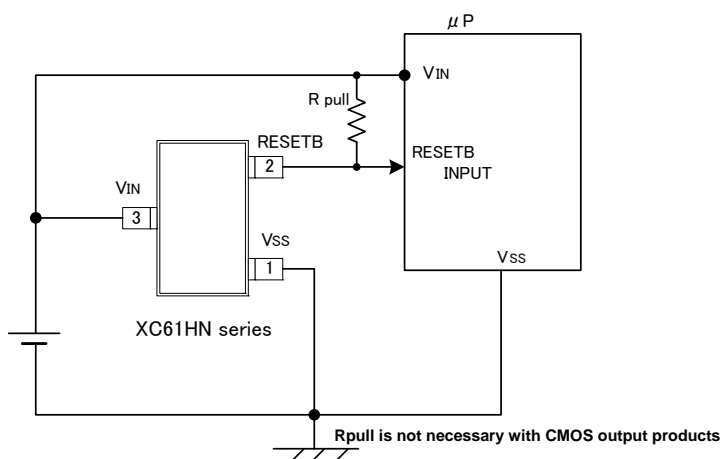 μP
VIN
R pull
RESETB
2
RESETB
INPUT
VIN
3
VSS
1
VSS
XC61HN series
Rpull is not necessary with CMOS output products